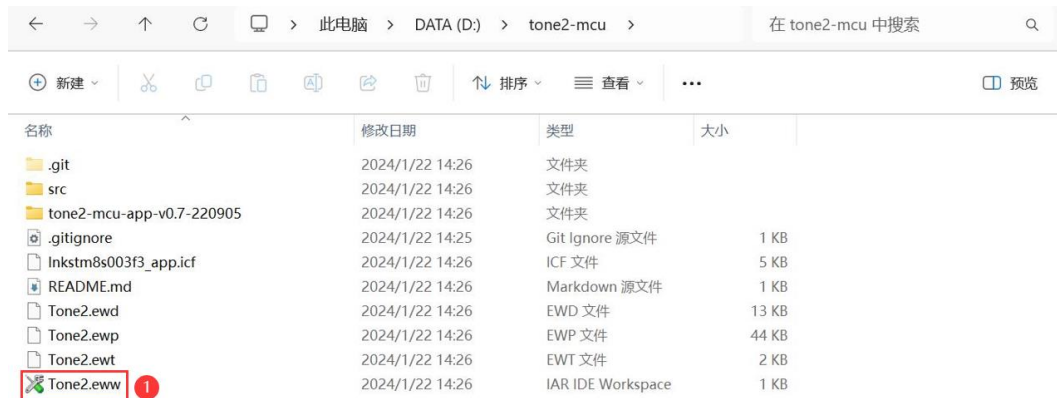 此电脑 > DATA (D:) > tone2-mcu > 在 tone2-mcu 中搜索
新建 排序 查看 ••• 预览
名称 修改日期 类型 大小
.git 2024/1/22 14:26 文件夹
src 2024/1/22 14:26 文件夹
tone2-mcu-app-v0.7-220905 2024/1/22 14:26 文件夹
.gitignore 2024/1/22 14:25 Git Ignore 源文件 1 KB
lnkstm8s003f3_app.icf 2024/1/22 14:26 ICF 文件 5 KB
README.md 2024/1/22 14:26 Markdown 源文件 1 KB
Tone2.ewd 2024/1/22 14:26 EWD 文件 13 KB
Tone2.ewp 2024/1/22 14:26 EWP 文件 44 KB
Tone2.ewt 2024/1/22 14:26 EWT 文件 2 KB
Tone2.eww 1 2024/1/22 14:26 IAR IDE Workspace 1 KB